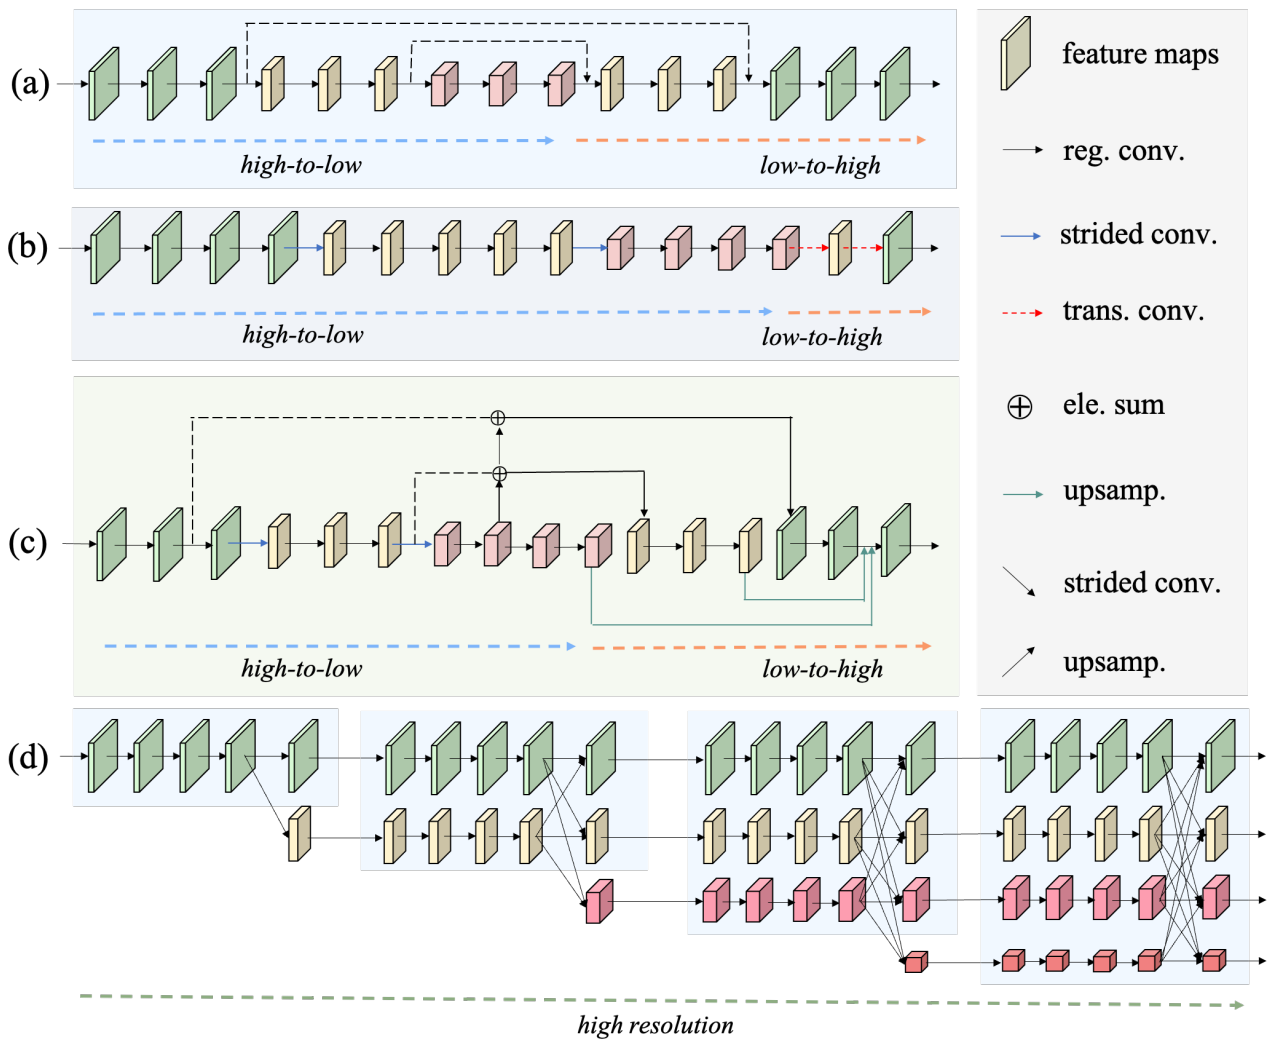 (a)
high-to-low
low-to-high
(b)
high-to-low
low-to-high
(c)
high-to-low
low-to-high
(d)
high resolution
feature maps
reg. conv.
strided conv.
trans. conv.
ele. sum
upsamp.
strided conv.
upsamp.